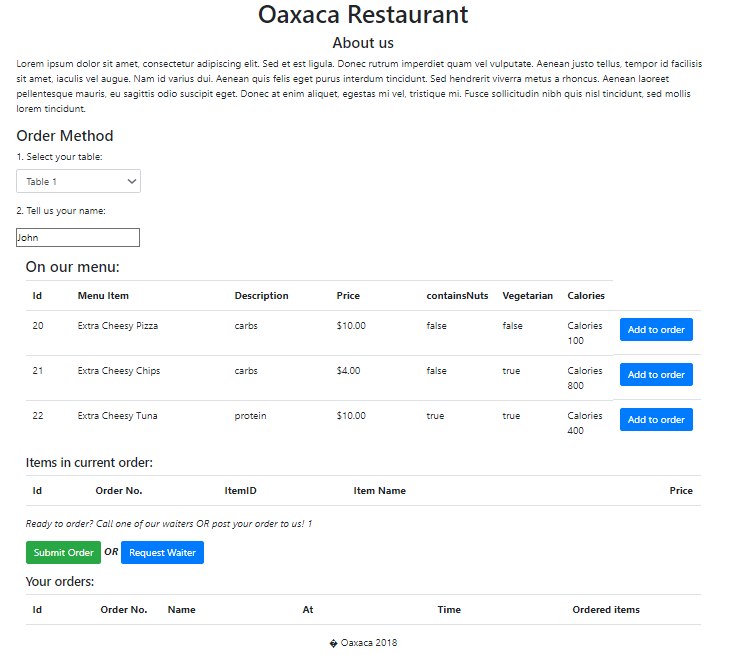 Oaxaca Restaurant
About us
Lorem ipsum dolor sit amet, consectetur adipiscing elit. Sed et est ligula. Donec rutrum imperdiet quam vel vulputate. Aenean justo tellus, tempor id facilisis
sit amet, iaculis vel augue. Nam id varius dui. Aenean quis felis eget purus interdum tincidunt. Sed hendrerit viverra metus a rhoncus. Aenean laoreet
pellentesque mauris, eu sagittis odio suscipit eget. Donec at enim aliquet, egestas mi vel, tristique mi. Fusce sollicitudin nibh quis nisl tincidunt, sed mollis
lorem tincidunt.
Order Method
1. Select your table:
Table 1
2. Tell us your name:
John
On our menu:
Id Menu Item Description Price containsNuts Vegetarian Calories
20 Extra Cheesy Pizza carbs $10.00 false false Calories 100 Add to order
21 Extra Cheesy Chips carbs $4.00 false true Calories 800 Add to order
22 Extra Cheesy Tuna protein $10.00 true true Calories 400 Add to order
Items in current order:
Id Order No. ItemID Item Name Price
Ready to order? Call one of our waiters OR post your order to us! 1
Submit Order OR Request Waiter
Your orders:
Id Order No. Name At Time Ordered items
� Oaxaca 2018